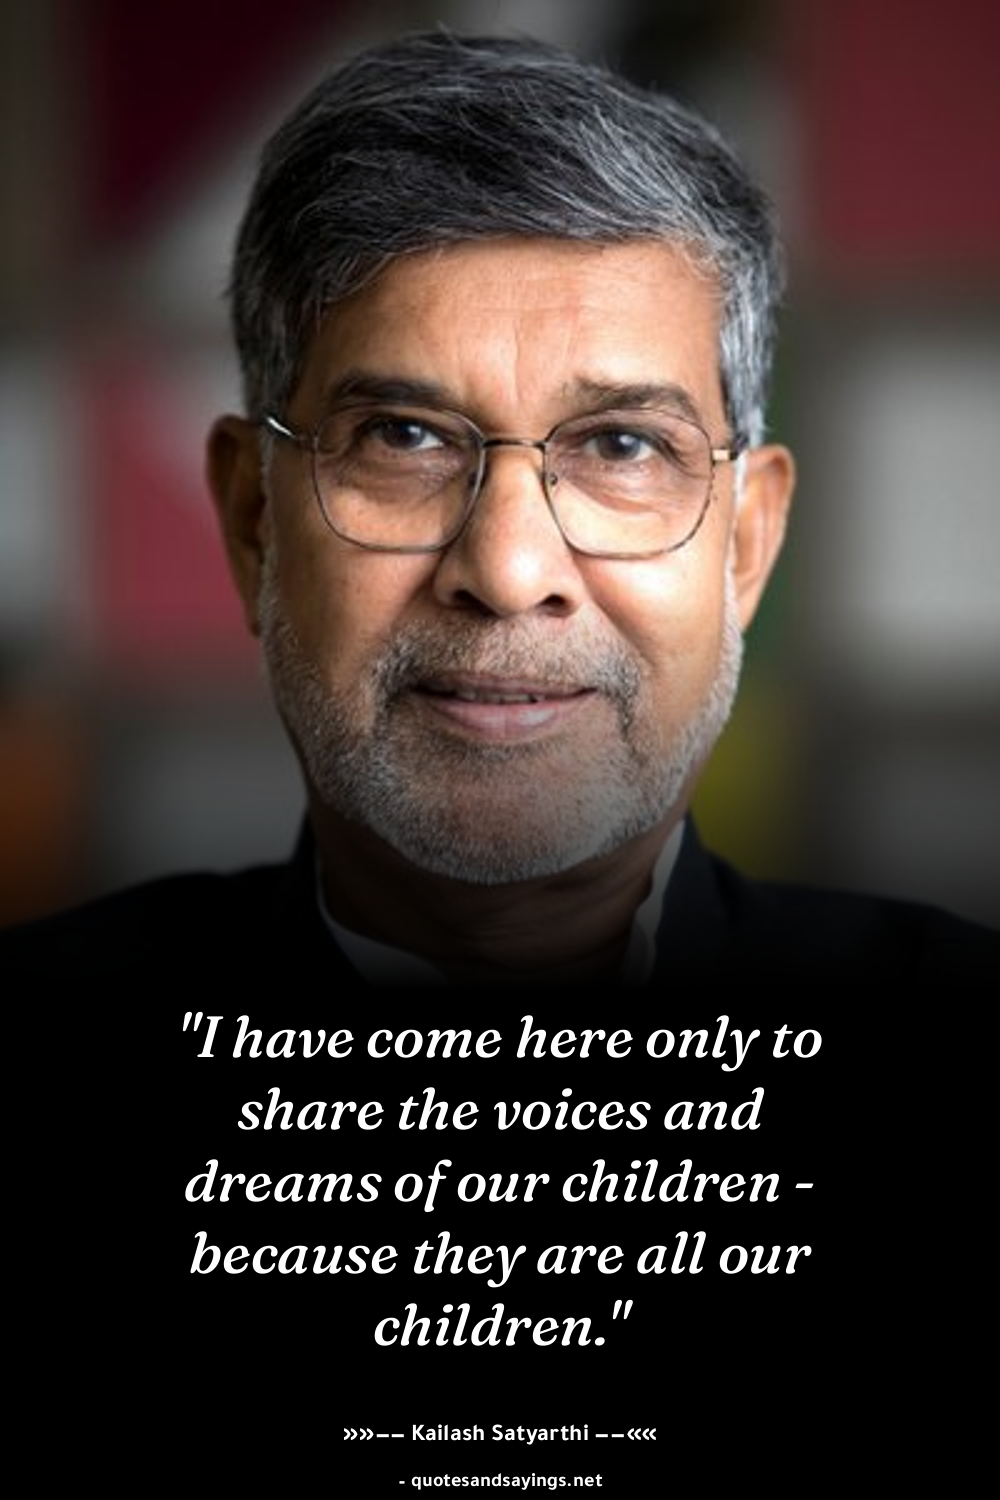 "I have come here only to
share the voices and
dreams of our children -
because they are all our
children."
»»−− Kailash Satyarthi −−««
- quotesandsayings.net